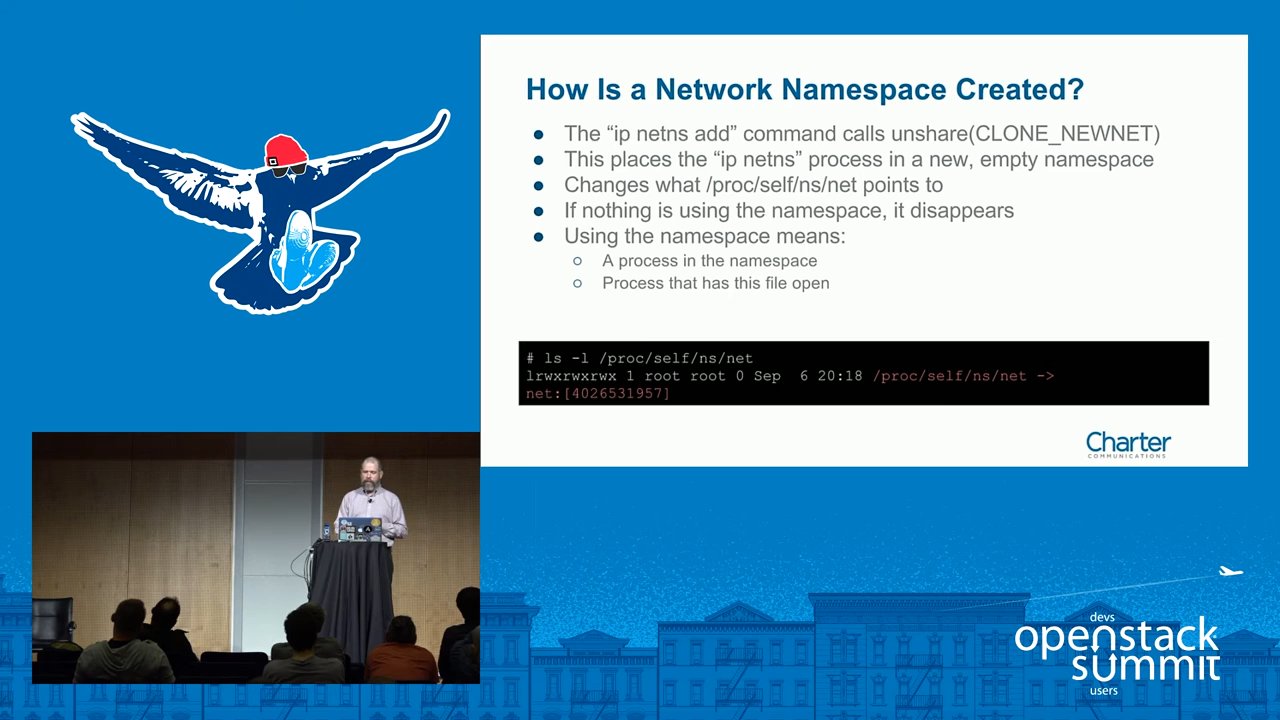 How Is a Network Namespace Created?
● The “ip netns add” command calls unshare(CLONE_NEWNET)
● This places the “ip netns” process in a new, empty namespace
● Changes what /proc/self/ns/net points to
● If nothing is using the namespace, it disappears
● Using the namespace means:
○ A process in the namespace
○ Process that has this file open
# ls -l /proc/self/ns/net
lrwxrwxrwx 1 root root 0 Sep  6 20:18 /proc/self/ns/net ->
net:[4026531957]
Charter
COMMUNICATIONS
devs
openstack
summit
users